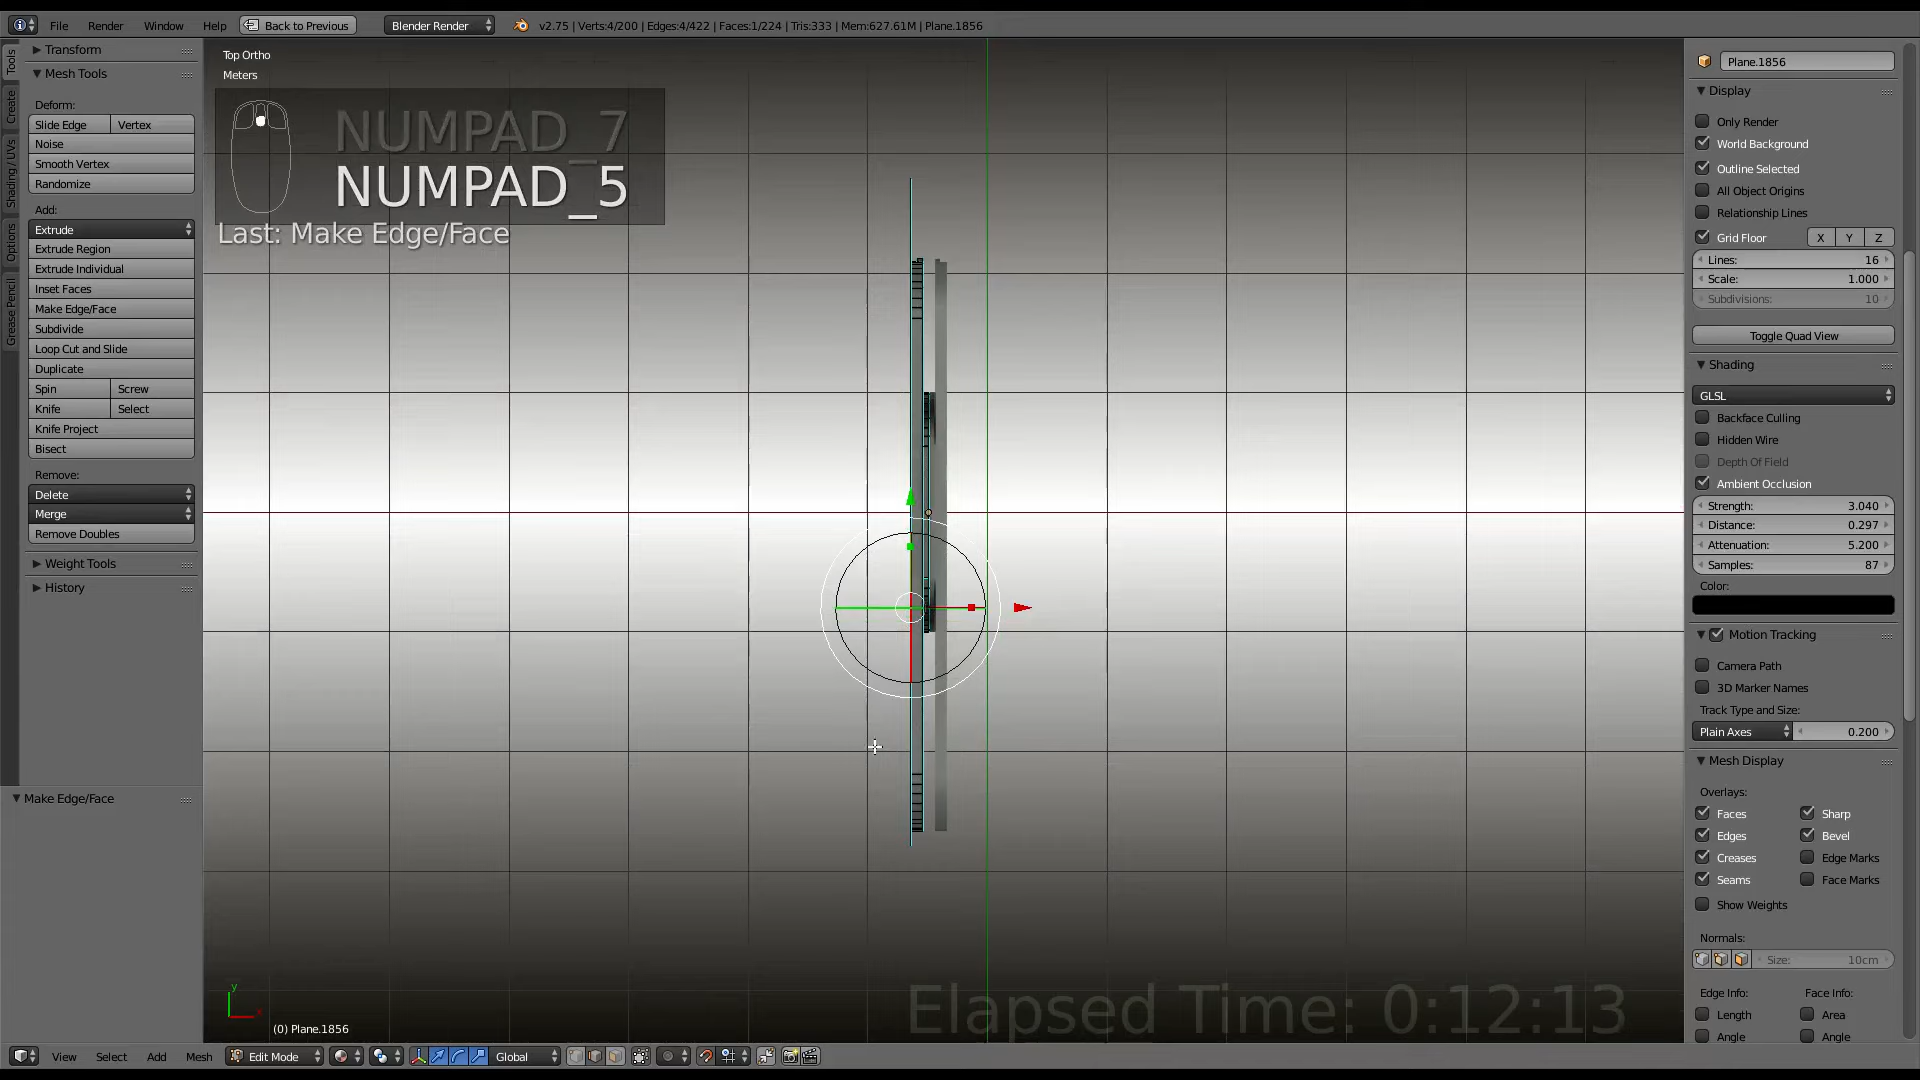 File Render Window Help Back to Previous Blender Render v2.75 | Verts:4/200 | Edges:4/422 | Faces:1/224 | Tris:333 | Mem:627.61M | Plane.1856
Tools
Create
Shading / UVs
Options
Grease Pencil
Transform
Mesh Tools
Deform:
Slide Edge Vertex
Noise
Smooth Vertex
Randomize
Add:
Extrude
Extrude Region
Extrude Individual
Inset Faces
Make Edge/Face
Subdivide
Loop Cut and Slide
Duplicate
Spin Screw
Knife Select
Knife Project
Bisect
Remove:
Delete
Merge
Remove Doubles
Weight Tools
History
Make Edge/Face
Top Ortho
Meters
NUMPAD_7
NUMPAD_5
Last: Make Edge/Face
y
(0) Plane.1856
Elapsed Time: 0:12:13
Plane.1856
Display
Only Render
World Background
Outline Selected
All Object Origins
Relationship Lines
Grid Floor X Y Z
Lines: 16
Scale: 1.000
Subdivisions: 10
Toggle Quad View
Shading
GLSL
Backface Culling
Hidden Wire
Depth Of Field
Ambient Occlusion
Strength: 3.040
Distance: 0.297
Attenuation: 5.200
Samples: 87
Color:
Motion Tracking
Camera Path
3D Marker Names
Track Type and Size:
Plain Axes 0.200
Mesh Display
Overlays:
Faces Sharp
Edges Bevel
Creases Edge Marks
Seams Face Marks
Show Weights
Normals:
Size: 10cm
Edge Info: Face Info:
Length Area
Angle Angle
View Select Add Mesh Edit Mode Global